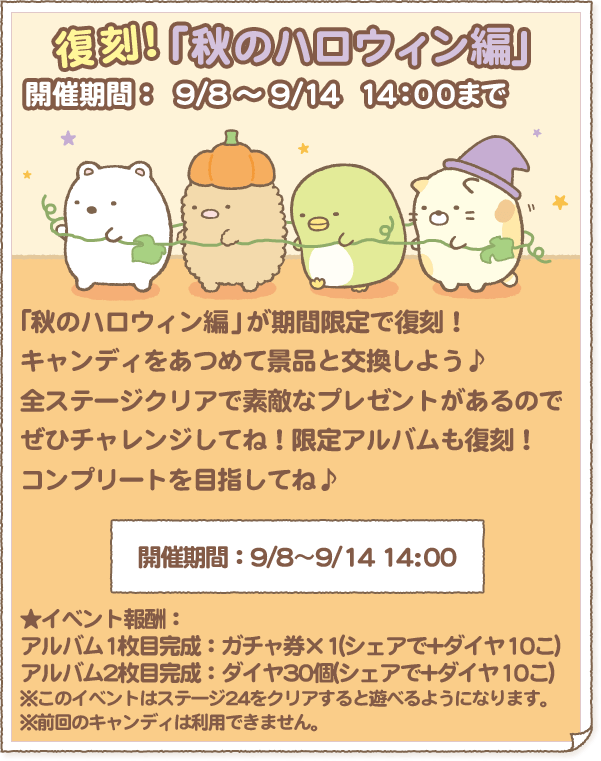 復刻!「秋のハロウィン編」
開催期間： 9/8～9/14 14:00まで
「秋のハロウィン編」が期間限定で復刻！
キャンディをあつめて景品と交換しよう♪
全ステージクリアで素敵なプレゼントがあるので
ぜひチャレンジしてね！限定アルバムも復刻！
コンプリートを目指してね♪
開催期間：9/8～9/14 14:00
★イベント報酬：
アルバム1枚目完成：ガチャ券×1(シェアで+ダイヤ10こ)
アルバム2枚目完成：ダイヤ30個(シェアで+ダイヤ10こ)
※このイベントはステージ24をクリアすると遊べるようになります。
※前回のキャンディは利用できません。